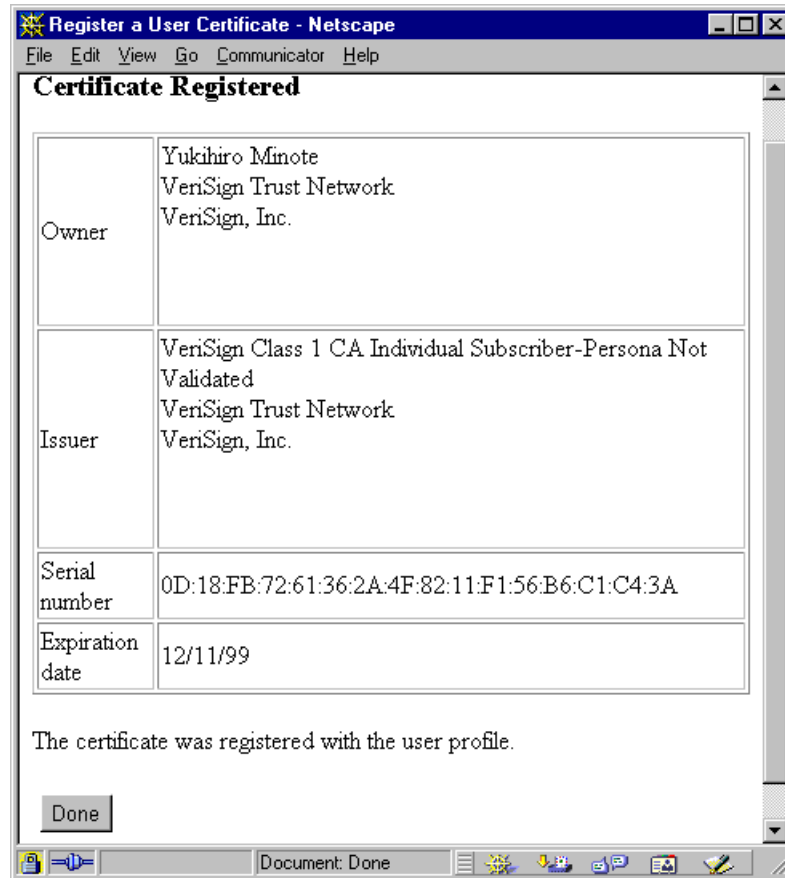 Register a User Certificate - Netscape
File Edit View Go Communicator Help
Certificate Registered
Owner
Yukihiro Minote
VeriSign Trust Network
VeriSign, Inc.
Issuer
VeriSign Class 1 CA Individual Subscriber-Persona Not
Validated
VeriSign Trust Network
VeriSign, Inc.
Serial
number
0D:18:FB:72:61:36:2A:4F:82:11:F1:56:B6:C1:C4:3A
Expiration
date
12/11/99
The certificate was registered with the user profile.
Done
Document: Done